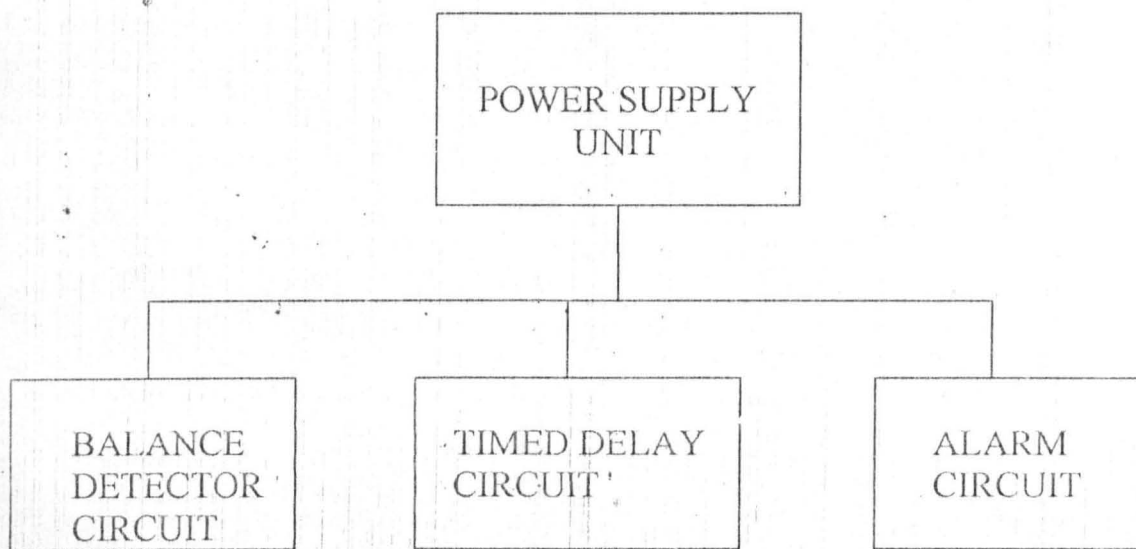 POWER SUPPLY
UNIT
BALANCE
DETECTOR
CIRCUIT
TIMED DELAY
CIRCUIT
ALARM
CIRCUIT